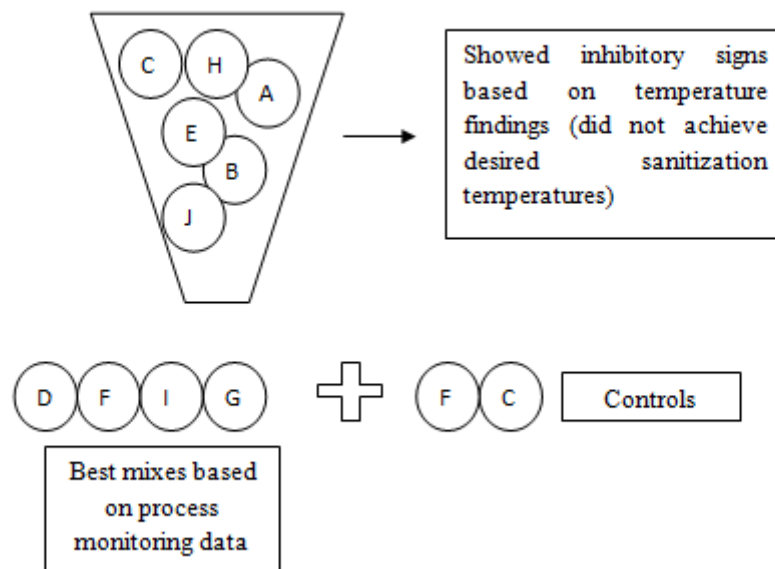 C H
A
E
B
J
Showed inhibitory signs
based on temperature
findings (did not achieve
desired sanitization
temperatures)
D F I G
F C
Controls
Best mixes based
on process
monitoring data